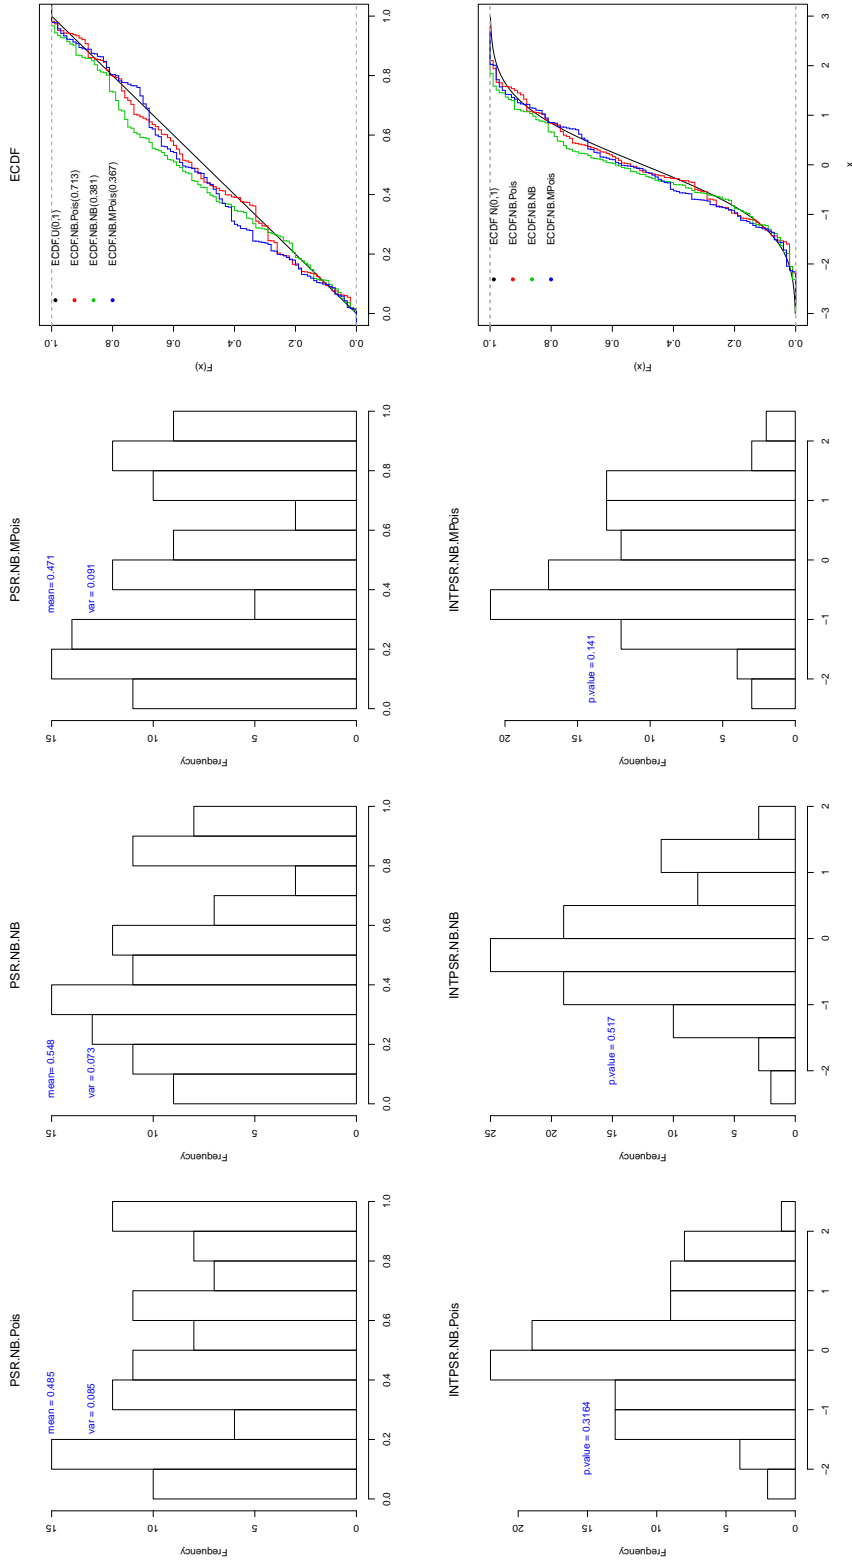 PSR.NB.Pois
mean = 0.485
var = 0.085
Frequency
15
10
5
0
0.0 0.2 0.4 0.6 0.8 1.0
PSR.NB.NB
mean= 0.548
var = 0.073
Frequency
15
10
5
0
0.0 0.2 0.4 0.6 0.8 1.0
PSR.NB.MPois
mean= 0.471
var = 0.091
Frequency
15
10
5
0
0.0 0.2 0.4 0.6 0.8 1.0
ECDF
ECDF.U(0,1)
ECDF.NB.Pois(0.713)
ECDF.NB.NB(0.381)
ECDF.NB.MPois(0.367)
F(x)
1.0
0.8
0.6
0.4
0.2
0.0
0.0 0.2 0.4 0.6 0.8 1.0
INTPSR.NB.Pois
p.value = 0.3164
Frequency
20
15
10
5
0
−2 −1 0 1 2
INTPSR.NB.NB
p.value = 0.517
Frequency
25
20
15
10
5
0
−2 −1 0 1 2
INTPSR.NB.MPois
p.value = 0.141
Frequency
20
15
10
5
0
−2 −1 0 1 2
ECDF N(0,1)
ECDF.NB.Pois
ECDF.NB.NB
ECDF.NB.MPois
F(x)
1.0
0.8
0.6
0.4
0.2
0.0
−3 −2 −1 0 1 2 3
x